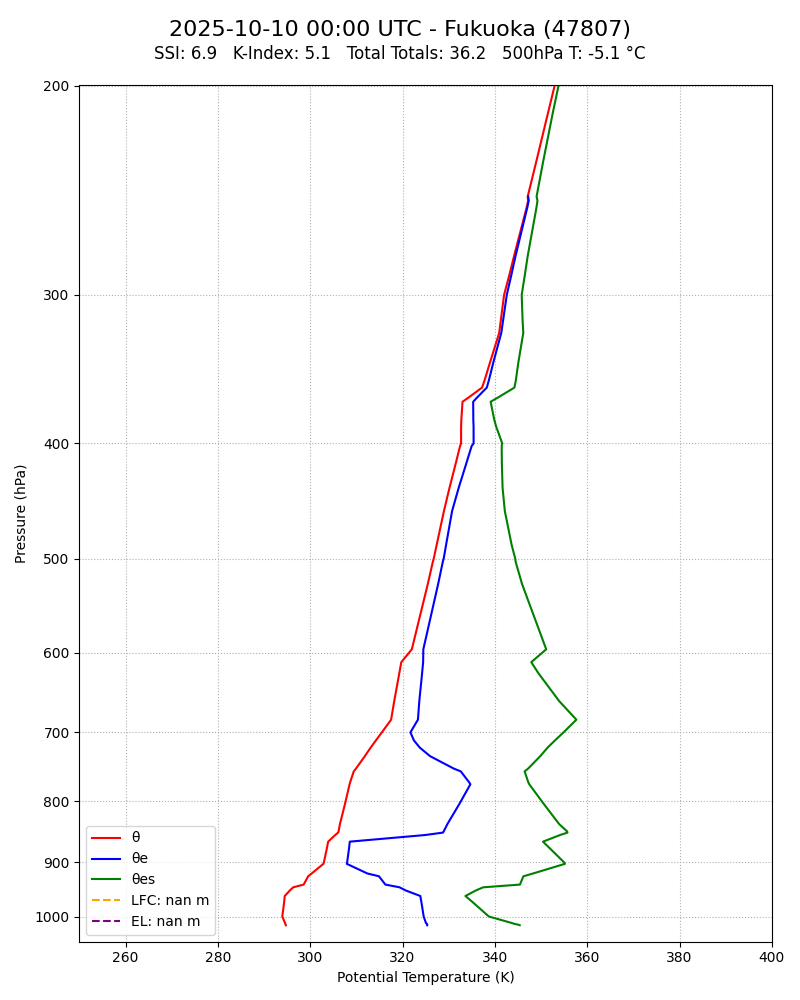 2025-10-10 00:00 UTC - Fukuoka (47807)
SSI: 6.9   K-Index: 5.1   Total Totals: 36.2   500hPa T: -5.1 °C
200
300
400
500
600
700
800
900
1000
Pressure (hPa)
θ
θe
θes
LFC: nan m
EL: nan m
260
280
300
320
340
360
380
400
Potential Temperature (K)